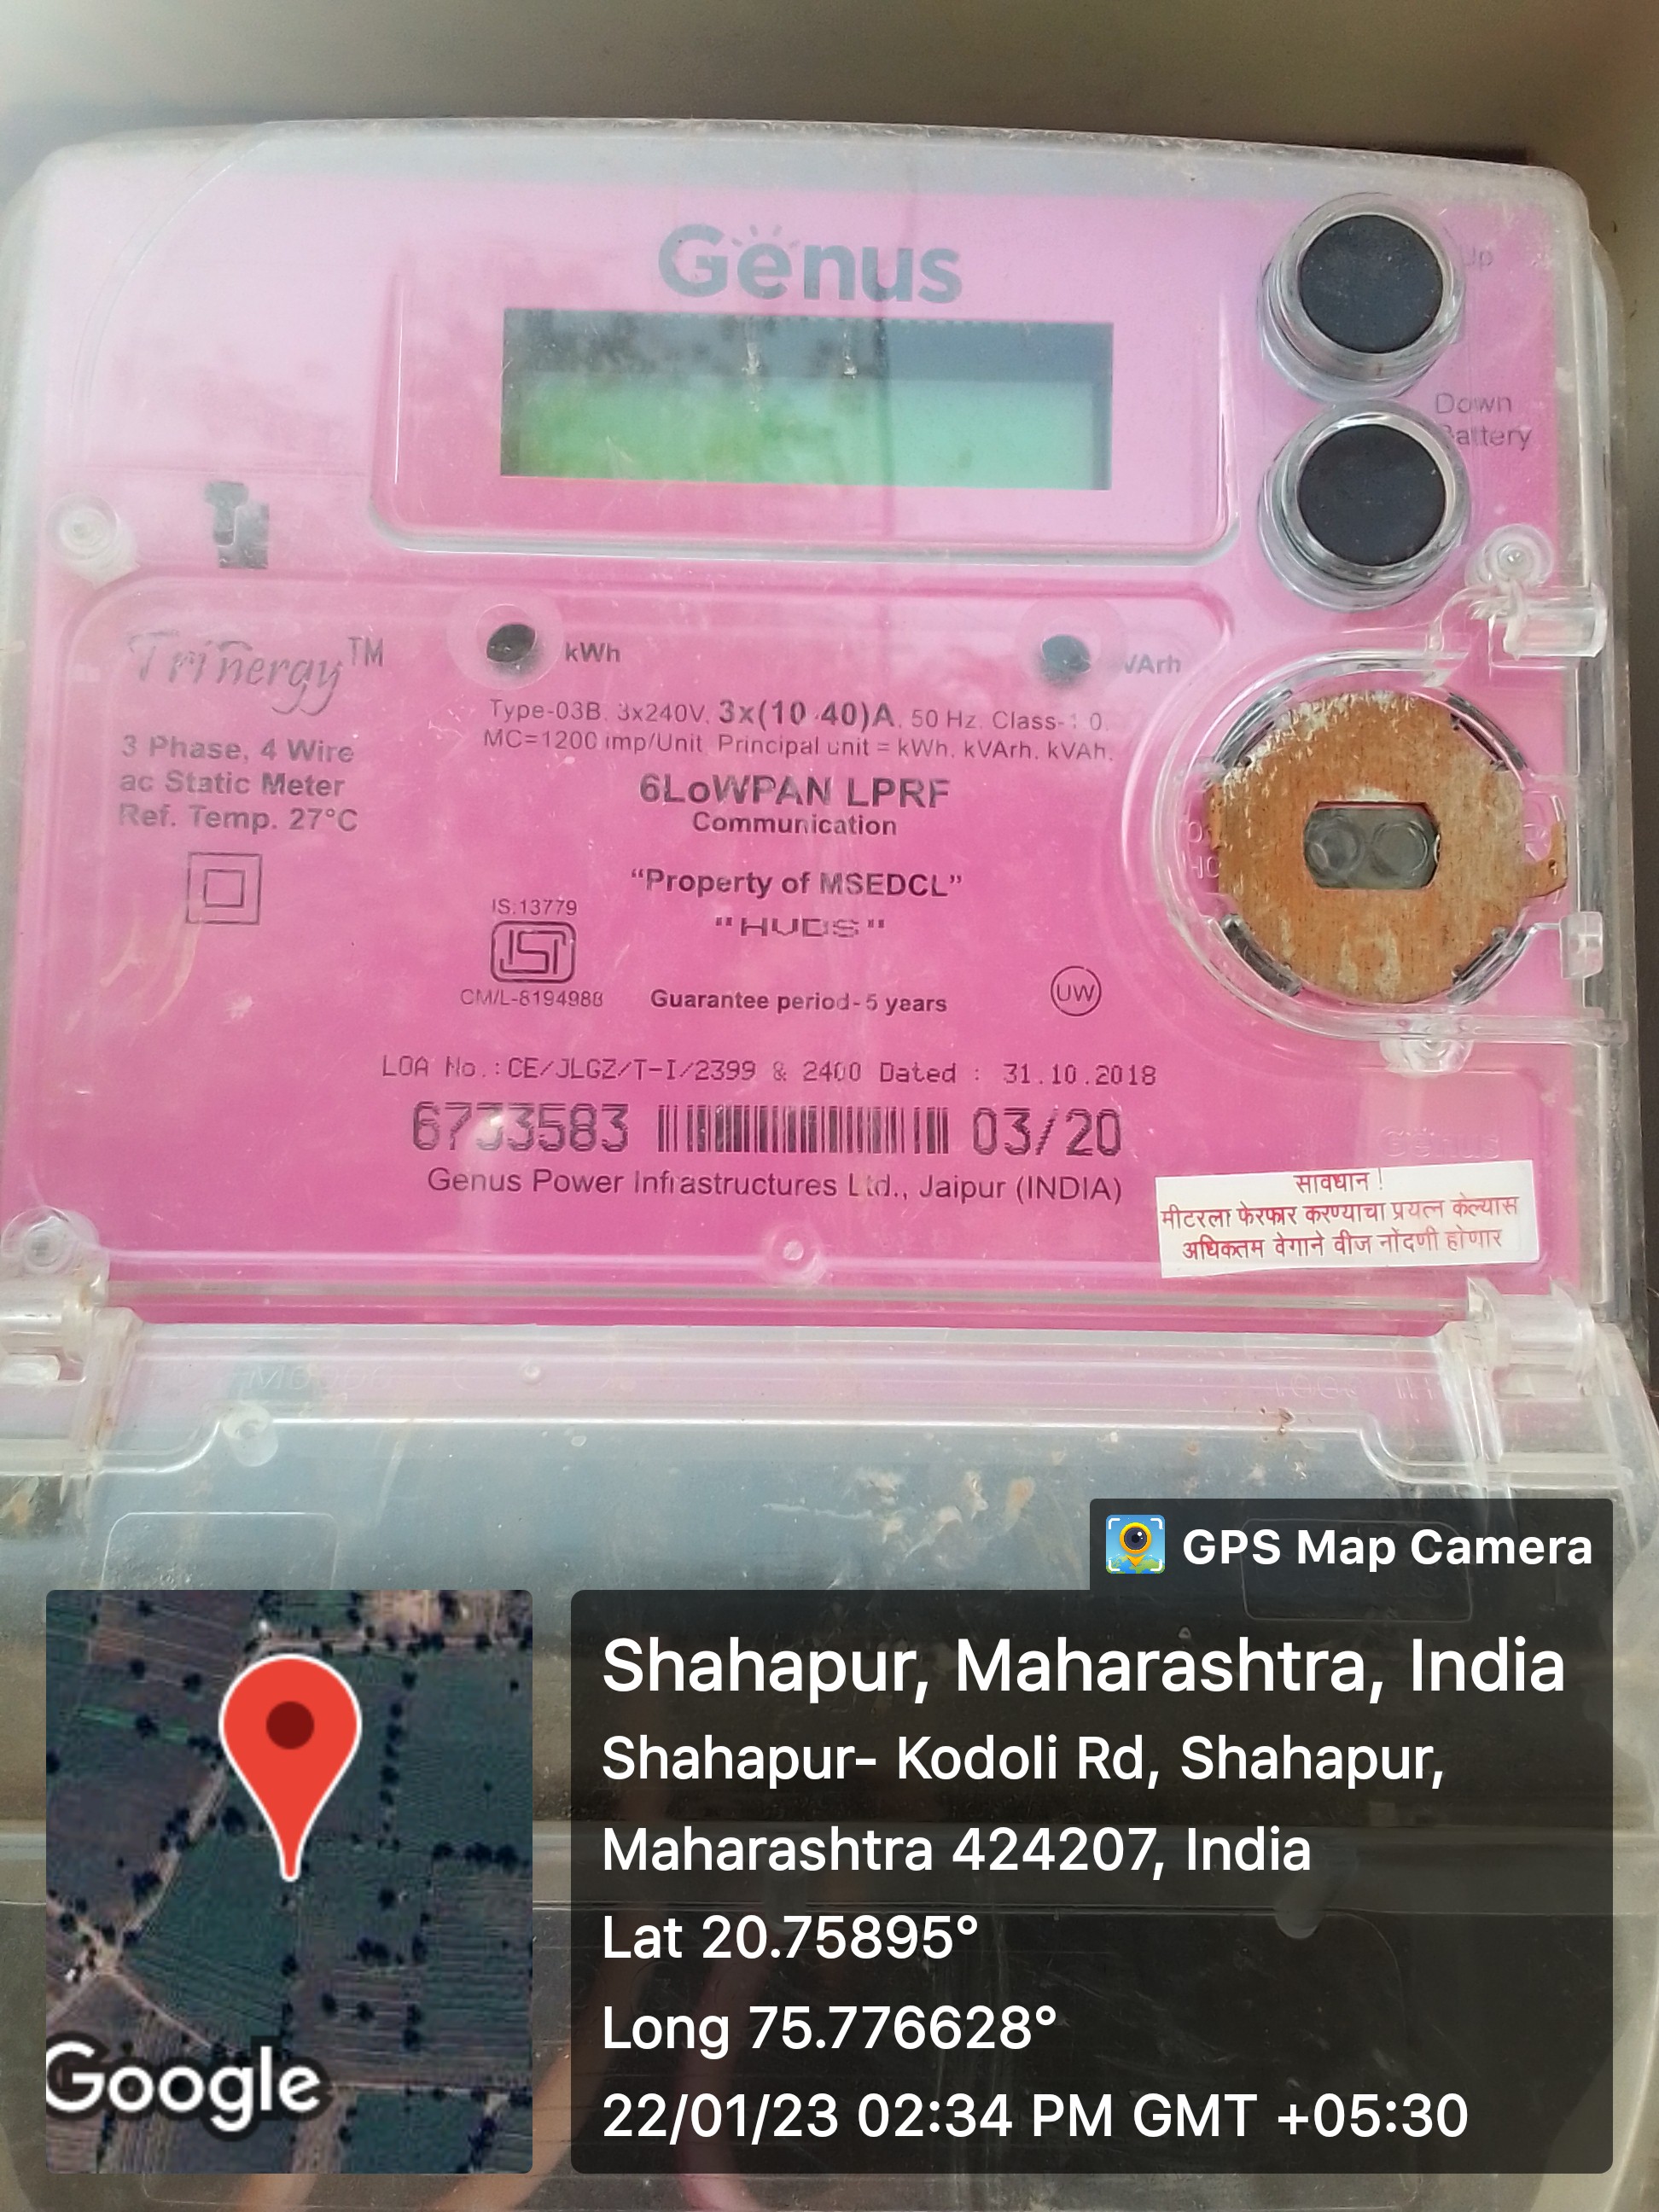 Genus
Up
Down
Battery
Trinergy™
kWh
kVArh
3 Phase, 4 Wire
ac Static Meter
Ref. Temp. 27°C
Type-03B, 3x240V, 3x(10-40)A, 50 Hz, Class-1.0,
MC=1200 imp/Unit, Principal unit = kWh, kVArh, kVAh,
6LoWPAN LPRF
Communication
“Property of MSEDCL”
"HVDS"
IS.13779
CM/L-8194988
Guarantee period-5 years
UW
LOA No.:CE/JLGZ/T-I/2399 & 2400 Dated : 31.10.2018
6733583 03/20
Genus Power Infrastructures Ltd., Jaipur (INDIA)
Genus
सावधान !
मीटरला फेरफार करण्याचा प्रयत्न केल्यास
अधिकतम वेगाने वीज नोंदणी होणार
GPS Map Camera
Shahapur, Maharashtra, India
Shahapur- Kodoli Rd, Shahapur,
Maharashtra 424207, India
Lat 20.75895°
Long 75.776628°
22/01/23 02:34 PM GMT +05:30
Google